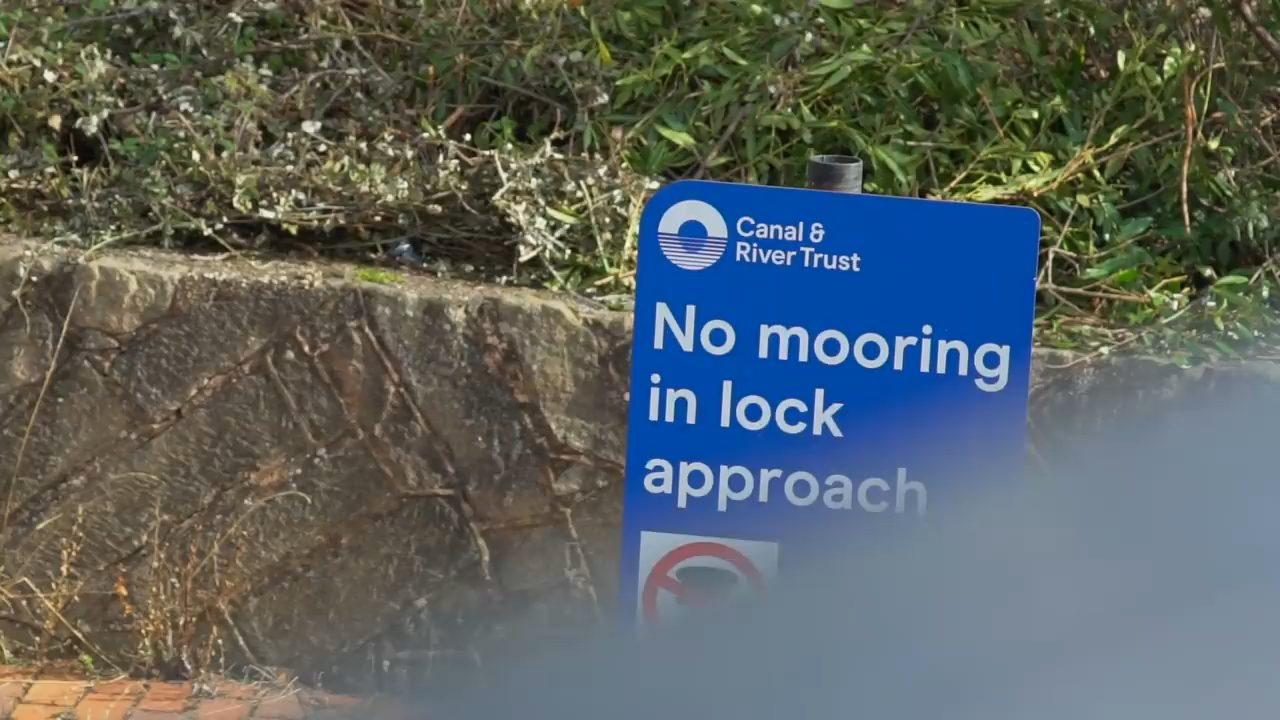 Canal &
River Trust
No mooring
in lock
approach